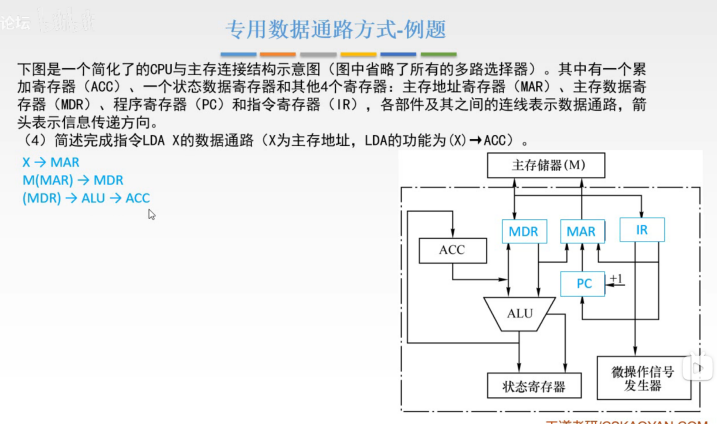 论坛
专用数据通路方式-例题
下图是一个简化了的CPU与主存连接结构示意图（图中省略了所有的多路选择器）。其中有一个累
加寄存器（ACC）、一个状态数据寄存器和其他4个寄存器：主存地址寄存器（MAR）、主存数据寄
存器（MDR）、程序寄存器（PC）和指令寄存器（IR），各部件及其之间的连线表示数据通路，箭
头表示信息传递方向。
（4）简述完成指令LDA X的数据通路（X为主存地址，LDA的功能为(X)→ACC）。
X → MAR
M(MAR) → MDR
(MDR) → ALU → ACC
主存储器(M)
MDR
MAR
IR
ACC
PC
+1
ALU
状态寄存器
微操作信号
发生器